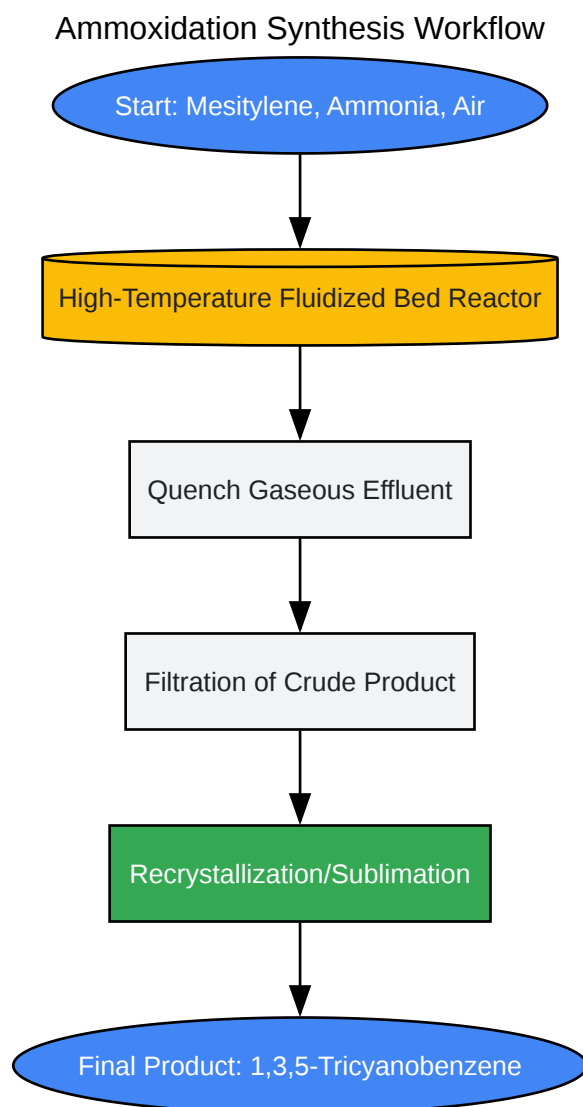 Ammoxidation Synthesis Workflow
Start: Mesitylene, Ammonia, Air
High-Temperature Fluidized Bed Reactor
Quench Gaseous Effluent
Filtration of Crude Product
Recrystallization/Sublimation
Final Product: 1,3,5-Tricyanobenzene